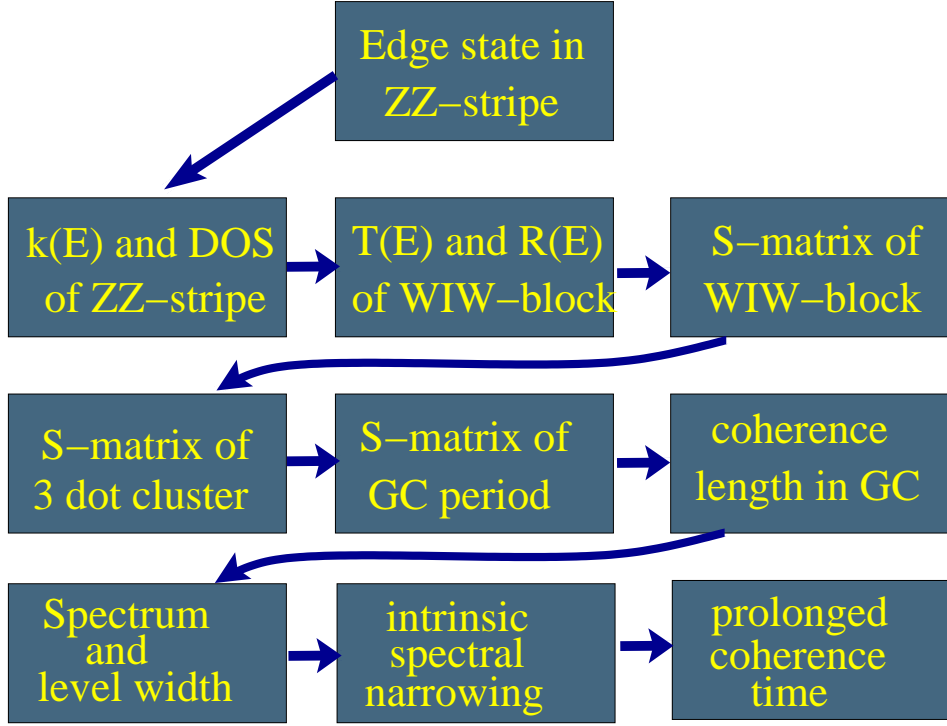 Edge state in
ZZ−stripe
k(E) and DOS
of ZZ−stripe
T(E) and R(E)
of WIW−block
S−matrix of
WIW−block
S−matrix of
3 dot cluster
S−matrix of
GC period
coherence
length in GC
Spectrum
and
level width
intrinsic
spectral
narrowing
prolonged
coherence
time